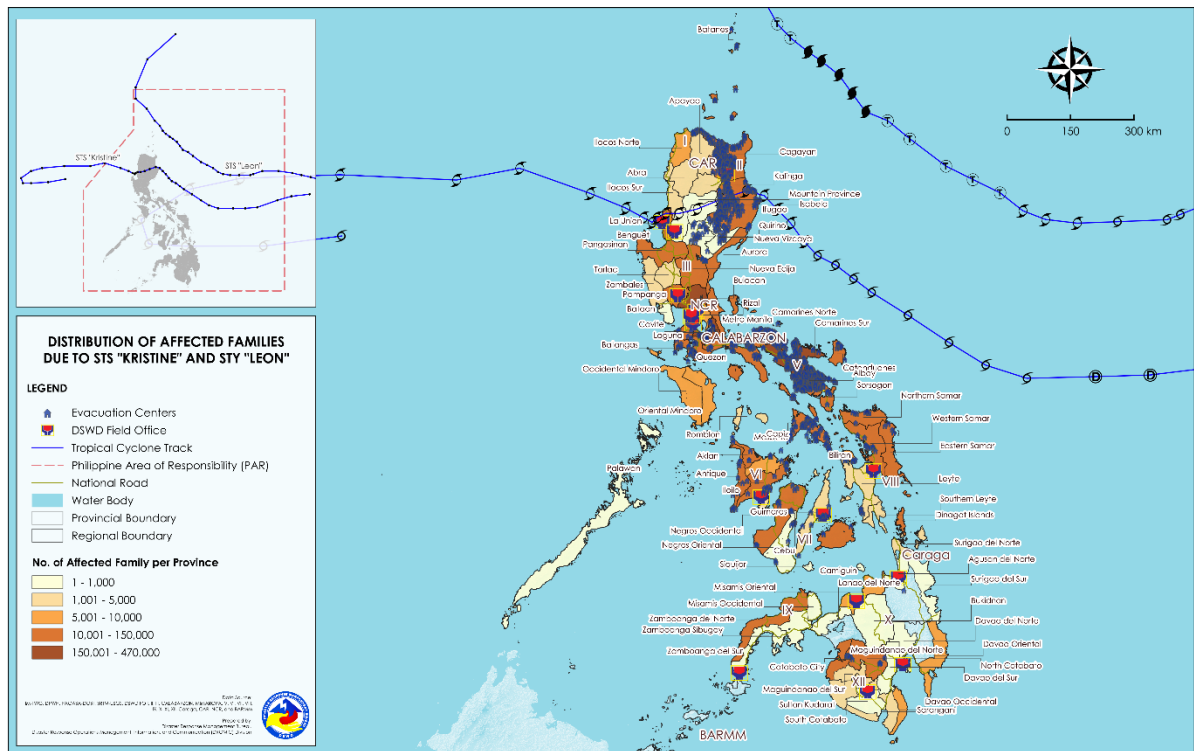 STS "Kristine"
STS "Leon"
DISTRIBUTION OF AFFECTED FAMILIES
DUE TO STS "KRISTINE" AND STY "LEON"
LEGEND
Evacuation Centers
DSWD Field Office
Tropical Cyclone Track
Philippine Area of Responsibility (PAR)
National Road
Water Body
Provincial Boundary
Regional Boundary
No. of Affected Family per Province
1 - 1,000
1,001 - 5,000
5,001 - 10,000
10,001 - 150,000
150,001 - 470,000
Prepared by:
0 150 300 km
Batanes
Apayao
Ilocos Norte
I
CAR
II
Cagayan
Abra
Kalinga
Ilocos Sur
Mountain Province
Isabela
Ifugao
La Union
Benguet
Quirino
Pangasinan
Nueva Vizcaya
Aurora
Tarlac
III
Nueva Ecija
Zambales
Bulacan
Pampanga
Bataan
NCR
Rizal
Cavite
Metro Manila
Camarines Norte
Laguna
CALABARZON
Camarines Sur
Batangas
Quezon
V
Catanduanes
Albay
Occidental Mindoro
Sorsogon
Northern Samar
Oriental Mindoro
Western Samar
Romblon
Capiz
Eastern Samar
Aklan
Biliran
Palawan
Antique
VI
VIII
Leyte
Iloilo
Southern Leyte
Guimaras
Dinagat Islands
Negros Occidental
VII
Negros Oriental
Cebu
Surigao del Norte
Caraga
Siquijor
Camiguin
Agusan del Norte
Misamis Oriental
Lanao del Norte
Surigao del Sur
Misamis Occidental
IX
Bukidnon
Zamboanga del Norte
X
Davao del Norte
Zamboanga Sibugay
Davao Oriental
Zamboanga del Sur
Maguindanao del Norte
Cotabato City
North Cotabato
Davao del Sur
Maguindanao del Sur
XII
Davao Occidental
Sultan Kudarat
Sarangani
South Cotabato
BARMM